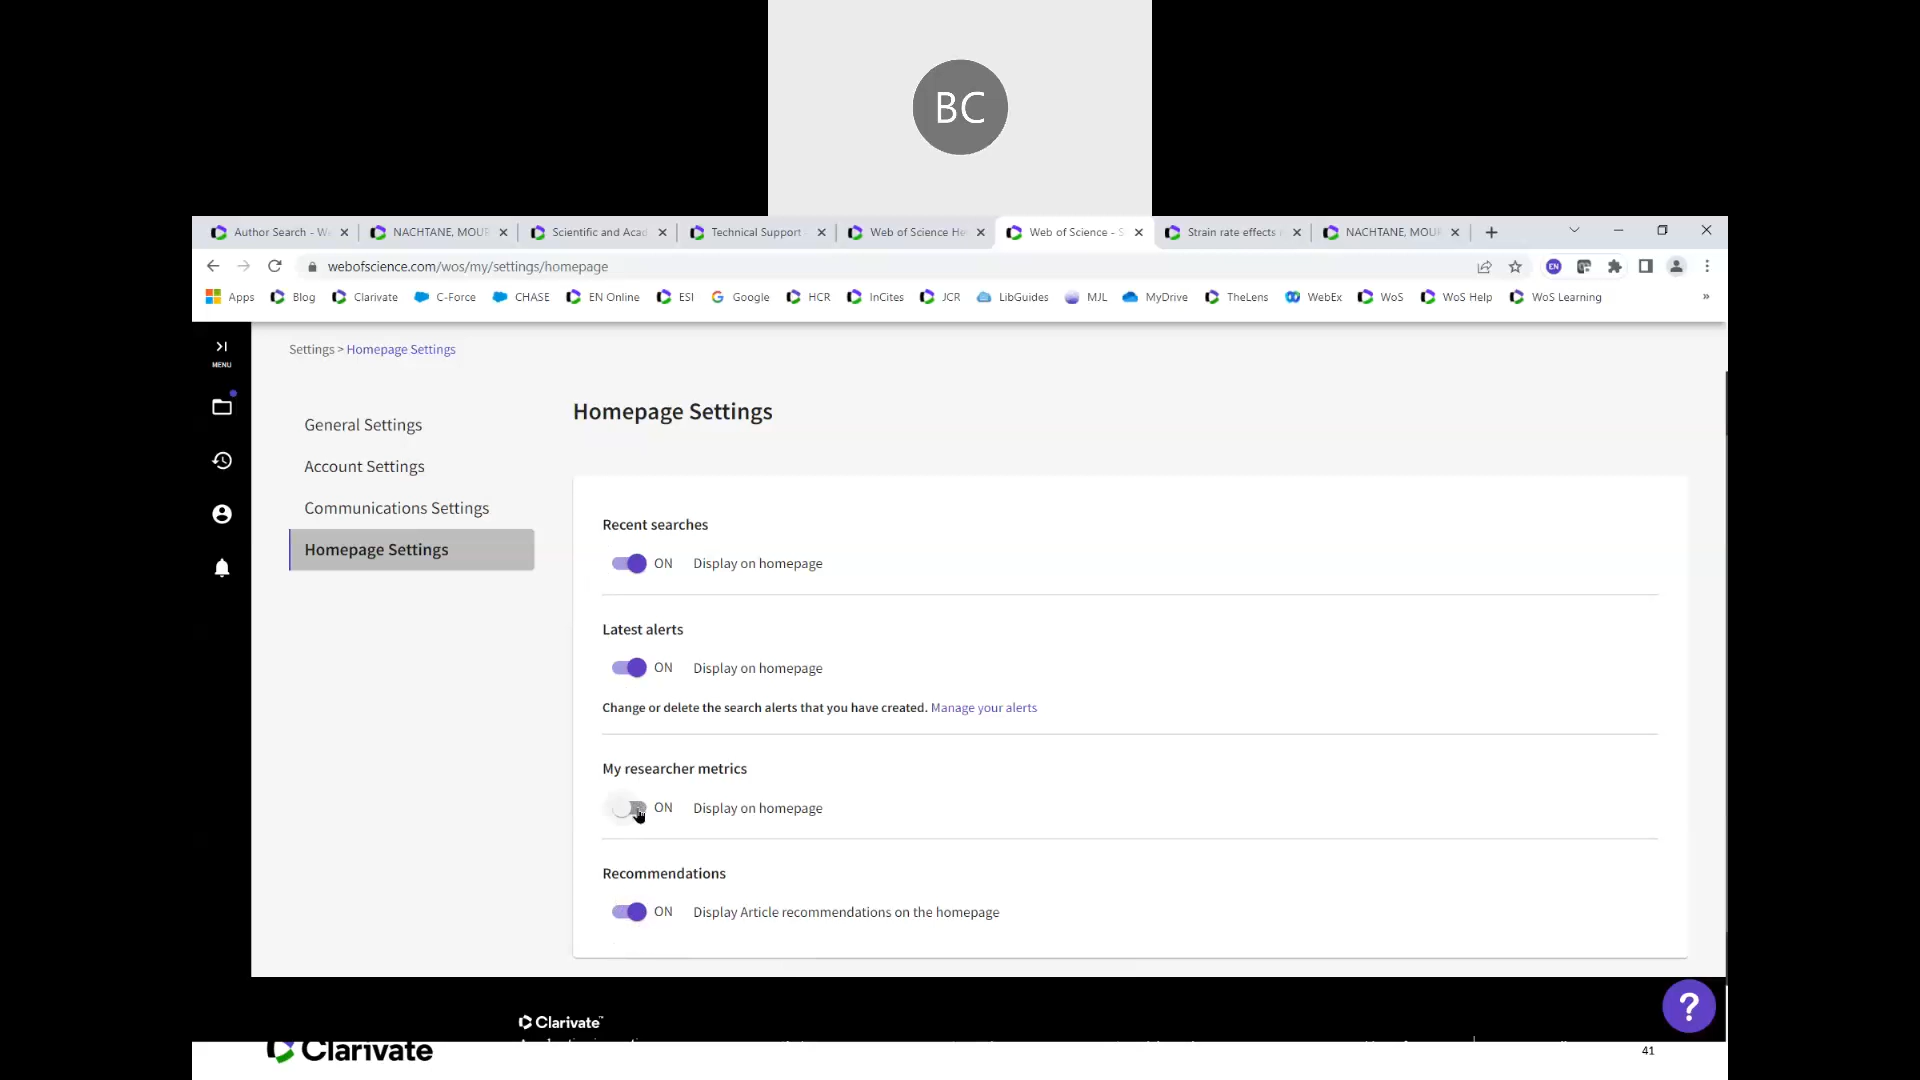 BC
Author Search - W
NACHTANE, MOUR
Scientific and Acad
Technical Support
Web of Science He
Web of Science - S
Strain rate effects
NACHTANE, MOUR
webofscience.com/wos/my/settings/homepage
EN
Apps
Blog
Clarivate
C-Force
CHASE
EN Online
ESI
Google
HCR
InCites
JCR
LibGuides
MJL
MyDrive
TheLens
WebEx
WoS
WoS Help
WoS Learning
»
MENU
Settings > Homepage Settings
General Settings
Account Settings
Communications Settings
Homepage Settings
Homepage Settings
Recent searches
ON Display on homepage
Latest alerts
ON Display on homepage
Change or delete the search alerts that you have created. Manage your alerts
My researcher metrics
ON Display on homepage
Recommendations
ON Display Article recommendations on the homepage
?
Clarivate™
Clarivate
41